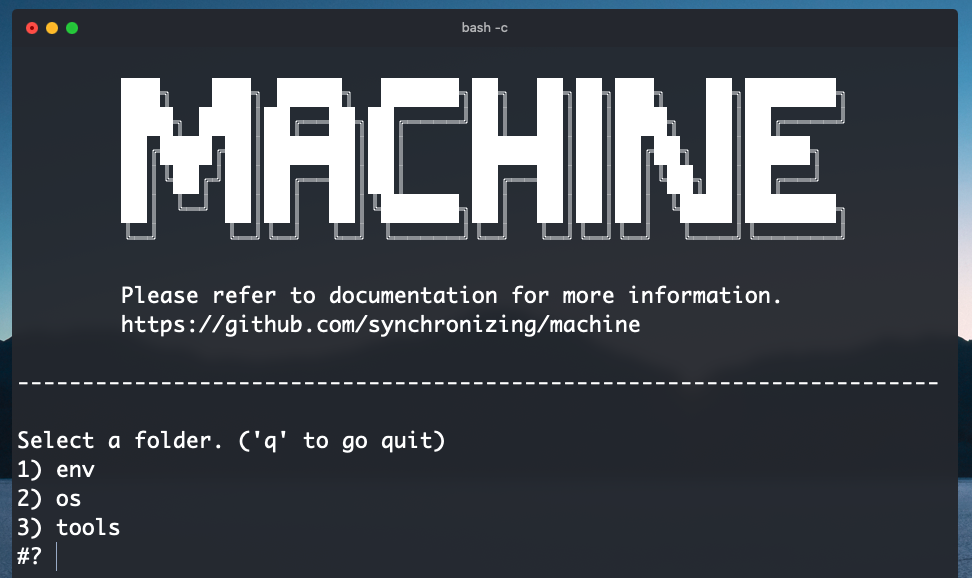 bash -c
MACHINE
Please refer to documentation for more information.
https://github.com/synchronizing/machine
-----------------------------------------------------------------------
Select a folder. ('q' to go quit)
1) env
2) os
3) tools
#?